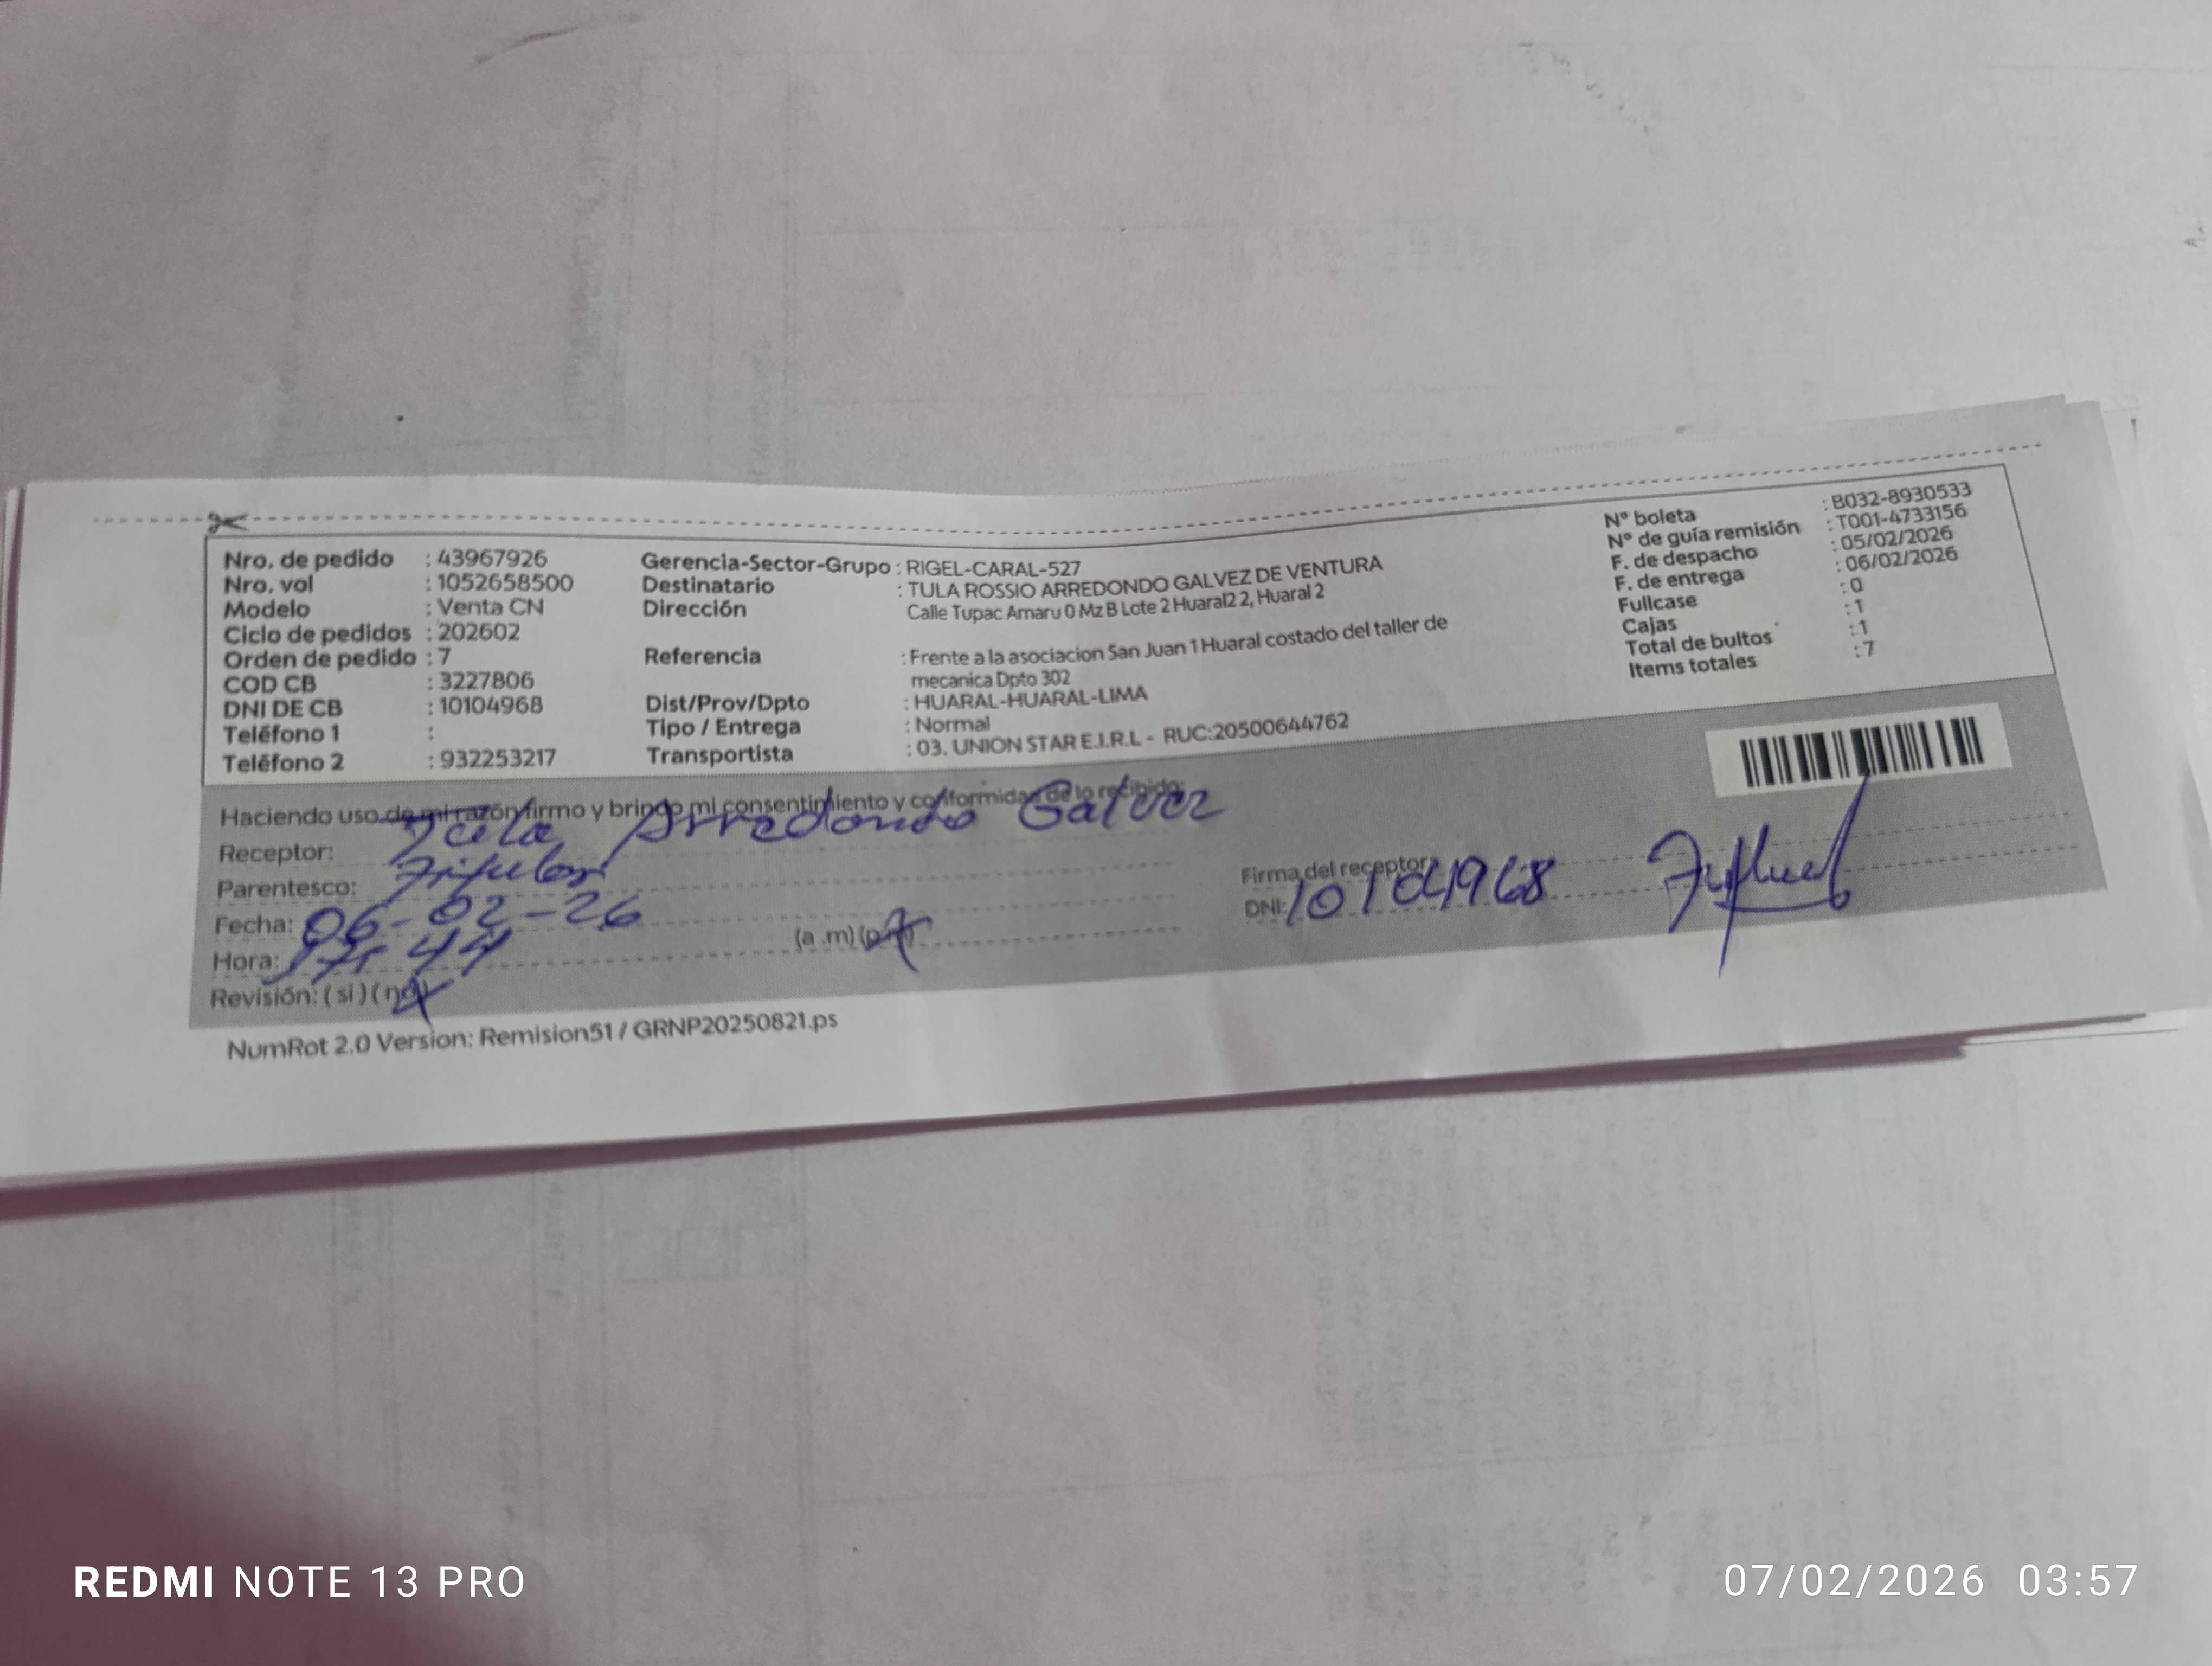 Nro. de pedido : 43967926
Nro. vol : 1052658500
Modelo : Venta CN
Ciclo de pedidos : 202602
Orden de pedido : 7
COD CB : 3227806
DNI DE CB : 10104968
Teléfono 1 :
Teléfono 2 : 932253217
Gerencia-Sector-Grupo : RIGEL-CARAL-527
Destinatario : TULA ROSSIO ARREDONDO GALVEZ DE VENTURA
Dirección Calle Tupac Amaru 0 Mz B Lote 2 Huaral2 2, Huaral 2
Referencia : Frente a la asociacion San Juan 1 Huaral costado del taller de
mecanica Dpto 302
Dist/Prov/Dpto : HUARAL-HUARAL-LIMA
Tipo / Entrega : Normal
Transportista : 03. UNION STAR E.I.R.L - RUC:20500644762
Nº boleta : B032-8930533
Nº de guía remisión : T001-4733156
F. de despacho : 05/02/2026
F. de entrega : 06/02/2026
Fullcase : 0
Cajas : 1
Total de bultos : 1
Items totales : 7
Haciendo uso de mi razón firmo y brindo mi consentimiento y conformidad de lo recibido:
Receptor: Tula Arredondo Galvez
Parentesco: Titular
Fecha: 06-02-26
Hora: 44 (a .m) (p.m)
Revisión: ( si ) ( no )
Firma del receptor:
DNI: 10104968
NumRot 2.0 Version: Remision51 / GRNP20250821.ps
REDMI NOTE 13 PRO
07/02/2026 03:57